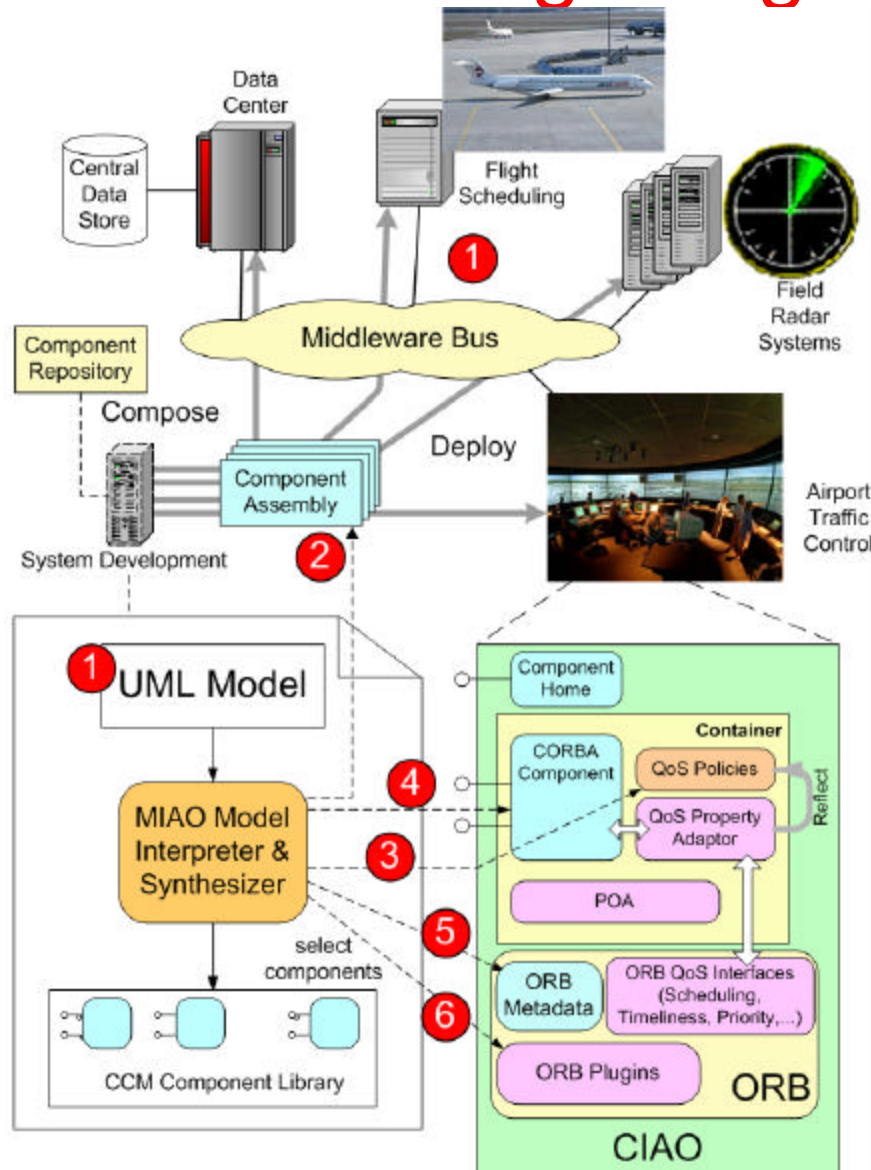 Data
Center
Central
Data
Store
Flight
Scheduling
1
Field
Radar
Systems
Middleware Bus
Component
Repository
Compose
Deploy
Component
Assembly
Airport
Traffic
Control
2
System Development
1
UML Model
Component
Home
Container
CORBA
Component
QoS Policies
4
MIAO Model
Interpreter &
Synthesizer
QoS Property
Adaptor
Reflect
3
POA
5
select
components
ORB
Metadata
ORB QoS Interfaces
(Scheduling,
Timeliness, Priority,...)
6
ORB Plugins
ORB
CCM Component Library
CIAO